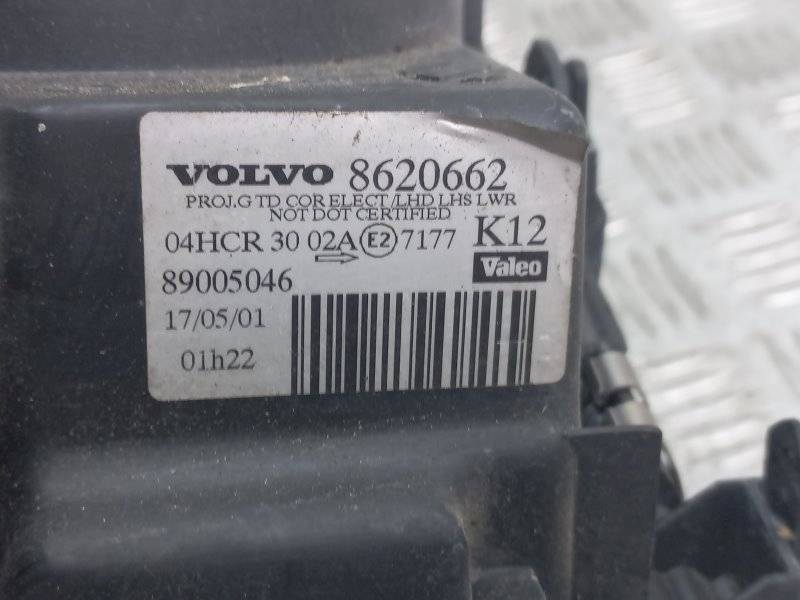 VOLVO 8620662
PROJ.G TD COR ELECT/LHD LHS LWR
NOT DOT CERTIFIED
04HCR 30 02A E2 7177 K12
Valeo
89005046
17/05/01
01h22